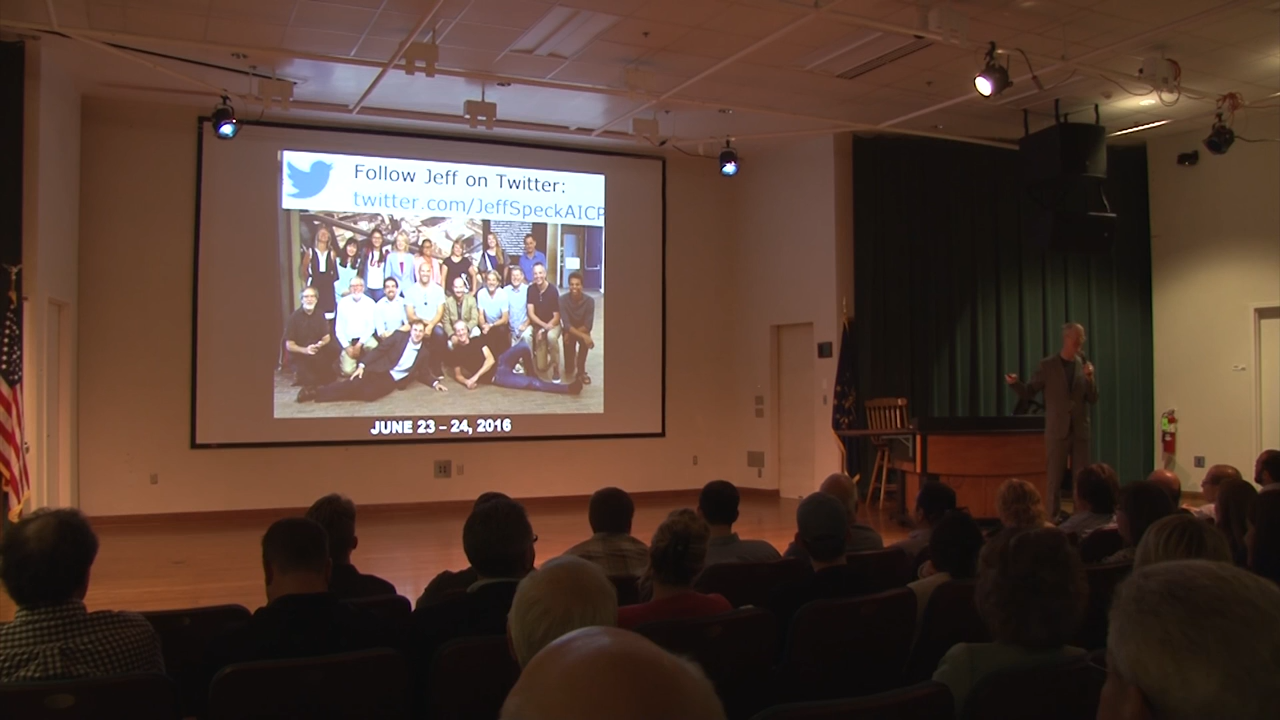 Follow Jeff on Twitter:
twitter.com/JeffSpeckAICP
JUNE 23 – 24, 2016